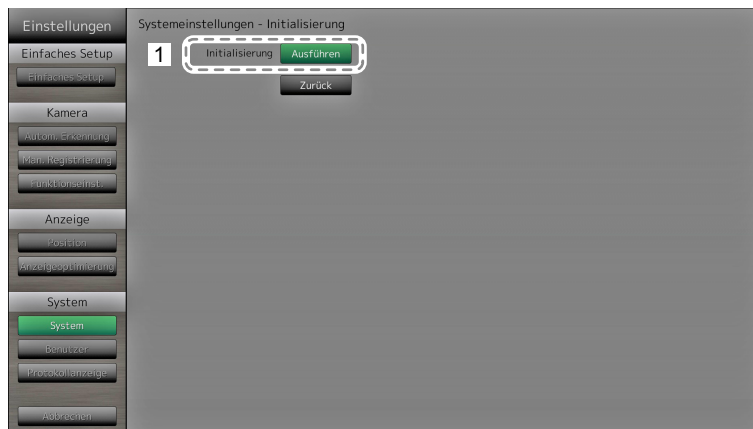 Einstellungen
Einfaches Setup
Einfaches Setup
Kamera
Autom. Erkennung
Man. Registrierung
Funktionseinst.
Anzeige
Position
Anzeigeoptimierung
System
System
Benutzer
Protokollanzeige
Abbrechen
Systemeinstellungen - Initialisierung
1 Initialisierung Ausführen
Zurück